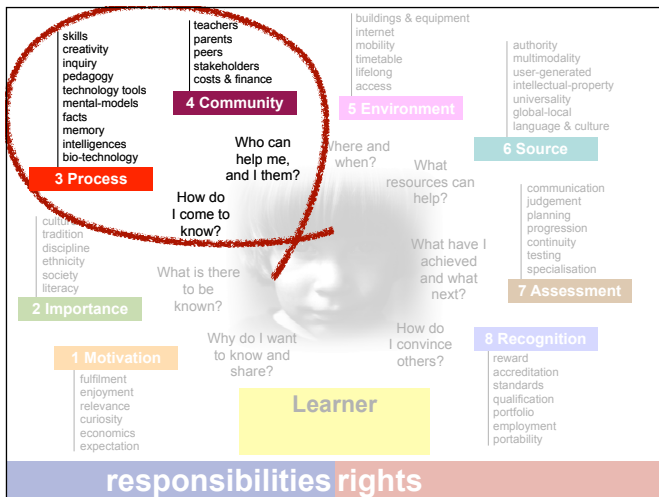 skills
creativity
inquiry
pedagogy
technology tools
mental-models
facts
memory
intelligences
bio-technology
3 Process
How do
I come to
know?
teachers
parents
peers
stakeholders
costs & finance
4 Community
Who can
help me,
and I them?
buildings & equipment
internet
mobility
timetable
lifelong
access
5 Environment
Where and
when?
authority
multimodality
user-generated
intellectual-property
universality
global-local
language & culture
6 Source
What
resources can
help?
culture
tradition
discipline
ethnicity
society
literacy
2 Importance
What is there
to be
known?
communication
judgement
planning
progression
continuity
testing
specialisation
7 Assessment
What have I
achieved
and what
next?
1 Motivation
fulfilment
enjoyment
relevance
curiosity
economics
expectation
Why do I want
to know and
share?
How do
I convince
others?
8 Recognition
reward
accreditation
standards
qualification
portfolio
employment
portability
Learner
responsibilities rights